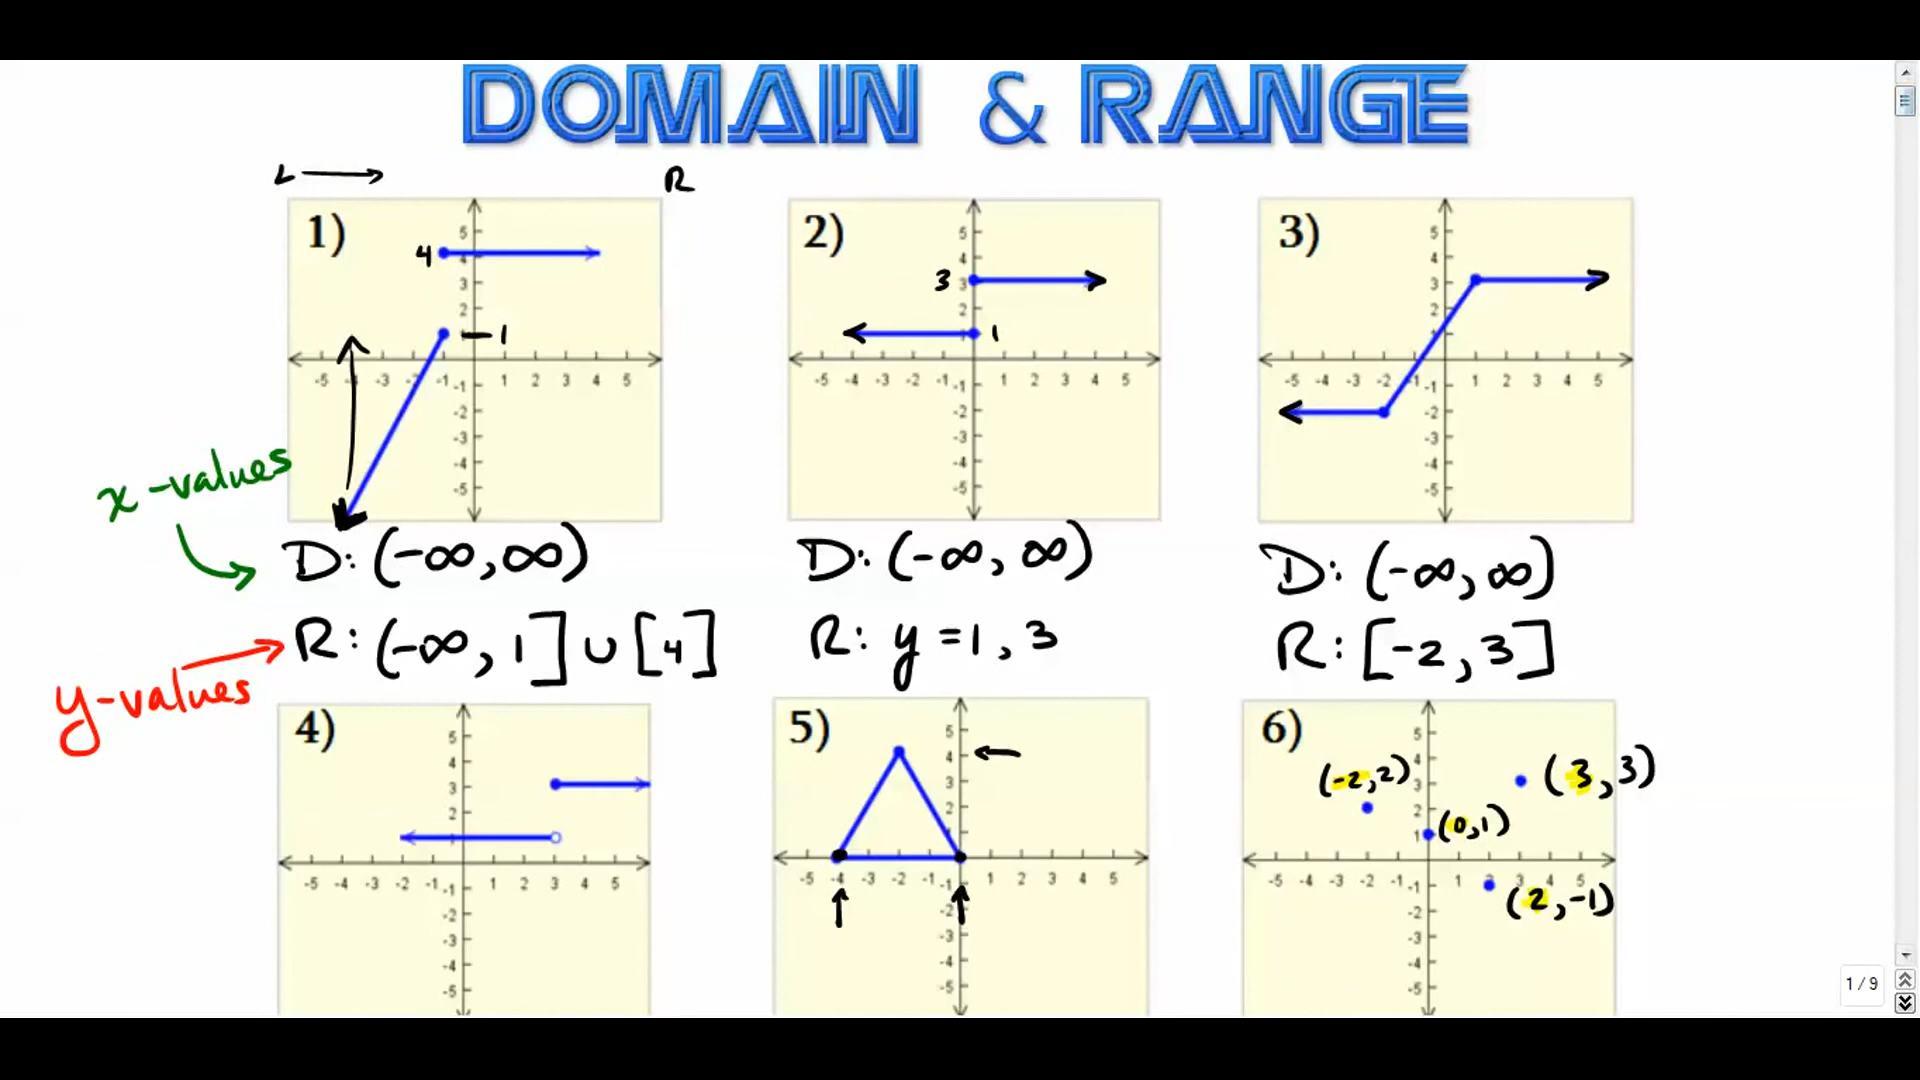 DOMAIN & RANGE
L R
1) 2) 3)
4 3
1 1
x-values
D: (-∞, ∞) D: (-∞, ∞) D: (-∞, ∞)
R: (-∞, 1] ∪ [4] R: y = 1, 3 R: [-2, 3]
y-values
4) 5) 6)
(-2, 2) (3, 3)
(0, 1)
(2, -1)
1 / 9